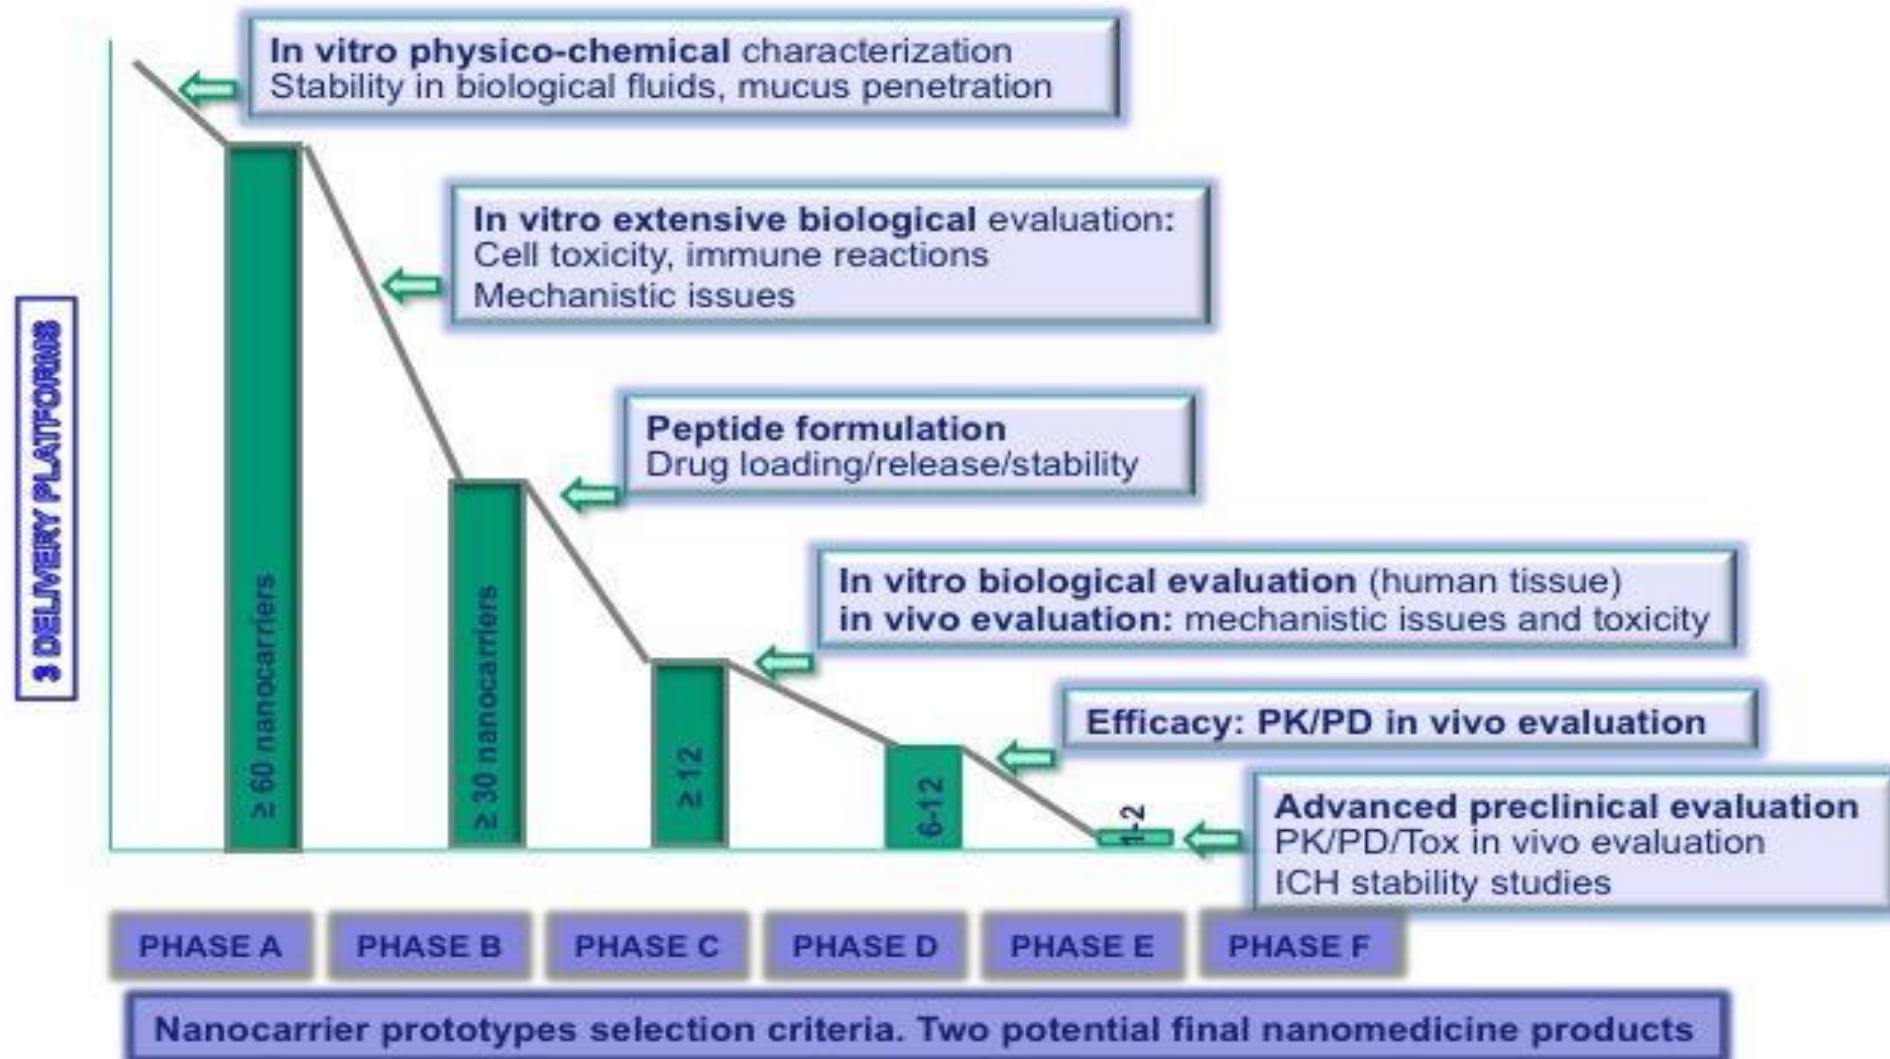 In vitro physico-chemical characterization
Stability in biological fluids, mucus penetration
In vitro extensive biological evaluation:
Cell toxicity, immune reactions
Mechanistic issues
Peptide formulation
Drug loading/release/stability
In vitro biological evaluation (human tissue)
in vivo evaluation: mechanistic issues and toxicity
Efficacy: PK/PD in vivo evaluation
Advanced preclinical evaluation
PK/PD/Tox in vivo evaluation
ICH stability studies
3 DELIVERY PLATFORMS
≥ 60 nanocarriers
≥ 30 nanocarriers
≥ 12
6-12
1-2
PHASE A
PHASE B
PHASE C
PHASE D
PHASE E
PHASE F
Nanocarrier prototypes selection criteria. Two potential final nanomedicine products